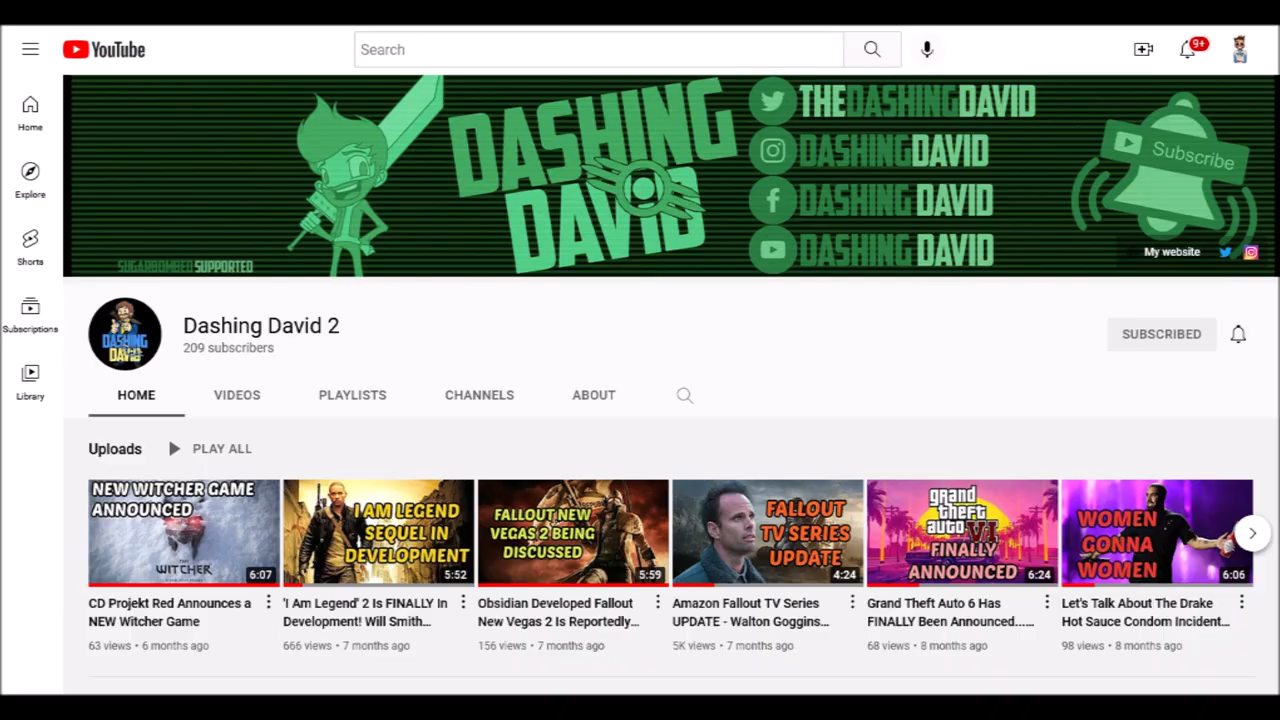 YouTube
Search
9+
Home
Explore
Shorts
Subscriptions
Library
DASHING
DAVID
THEDASHINGDAVID
DASHINGDAVID
DASHING DAVID
DASHING DAVID
Subscribe
SUGARBOMBED SUPPORTED
My website
DASHING
DAVID
Dashing David 2
209 subscribers
SUBSCRIBED
HOME
VIDEOS
PLAYLISTS
CHANNELS
ABOUT
Uploads
PLAY ALL
NEW WITCHER GAME
ANNOUNCED
THE
WITCHER
6:07
CD Projekt Red Announces a
NEW Witcher Game
63 views • 6 months ago
I AM LEGEND
SEQUEL IN
DEVELOPMENT
5:52
'I Am Legend' 2 Is FINALLY In
Development! Will Smith...
666 views • 7 months ago
FALLOUT NEW
VEGAS 2 BEING
DISCUSSED
5:59
Obsidian Developed Fallout
New Vegas 2 Is Reportedly...
156 views • 7 months ago
FALLOUT
TV SERIES
UPDATE
4:24
Amazon Fallout TV Series
UPDATE - Walton Goggins...
5K views • 7 months ago
grand
theft
auto VI
FINALLY
ANNOUNCED
6:24
Grand Theft Auto 6 Has
FINALLY Been Announced.....
68 views • 8 months ago
WOMEN
GONNA
WOMEN
6:06
Let's Talk About The Drake
Hot Sauce Condom Incident...
98 views • 8 months ago